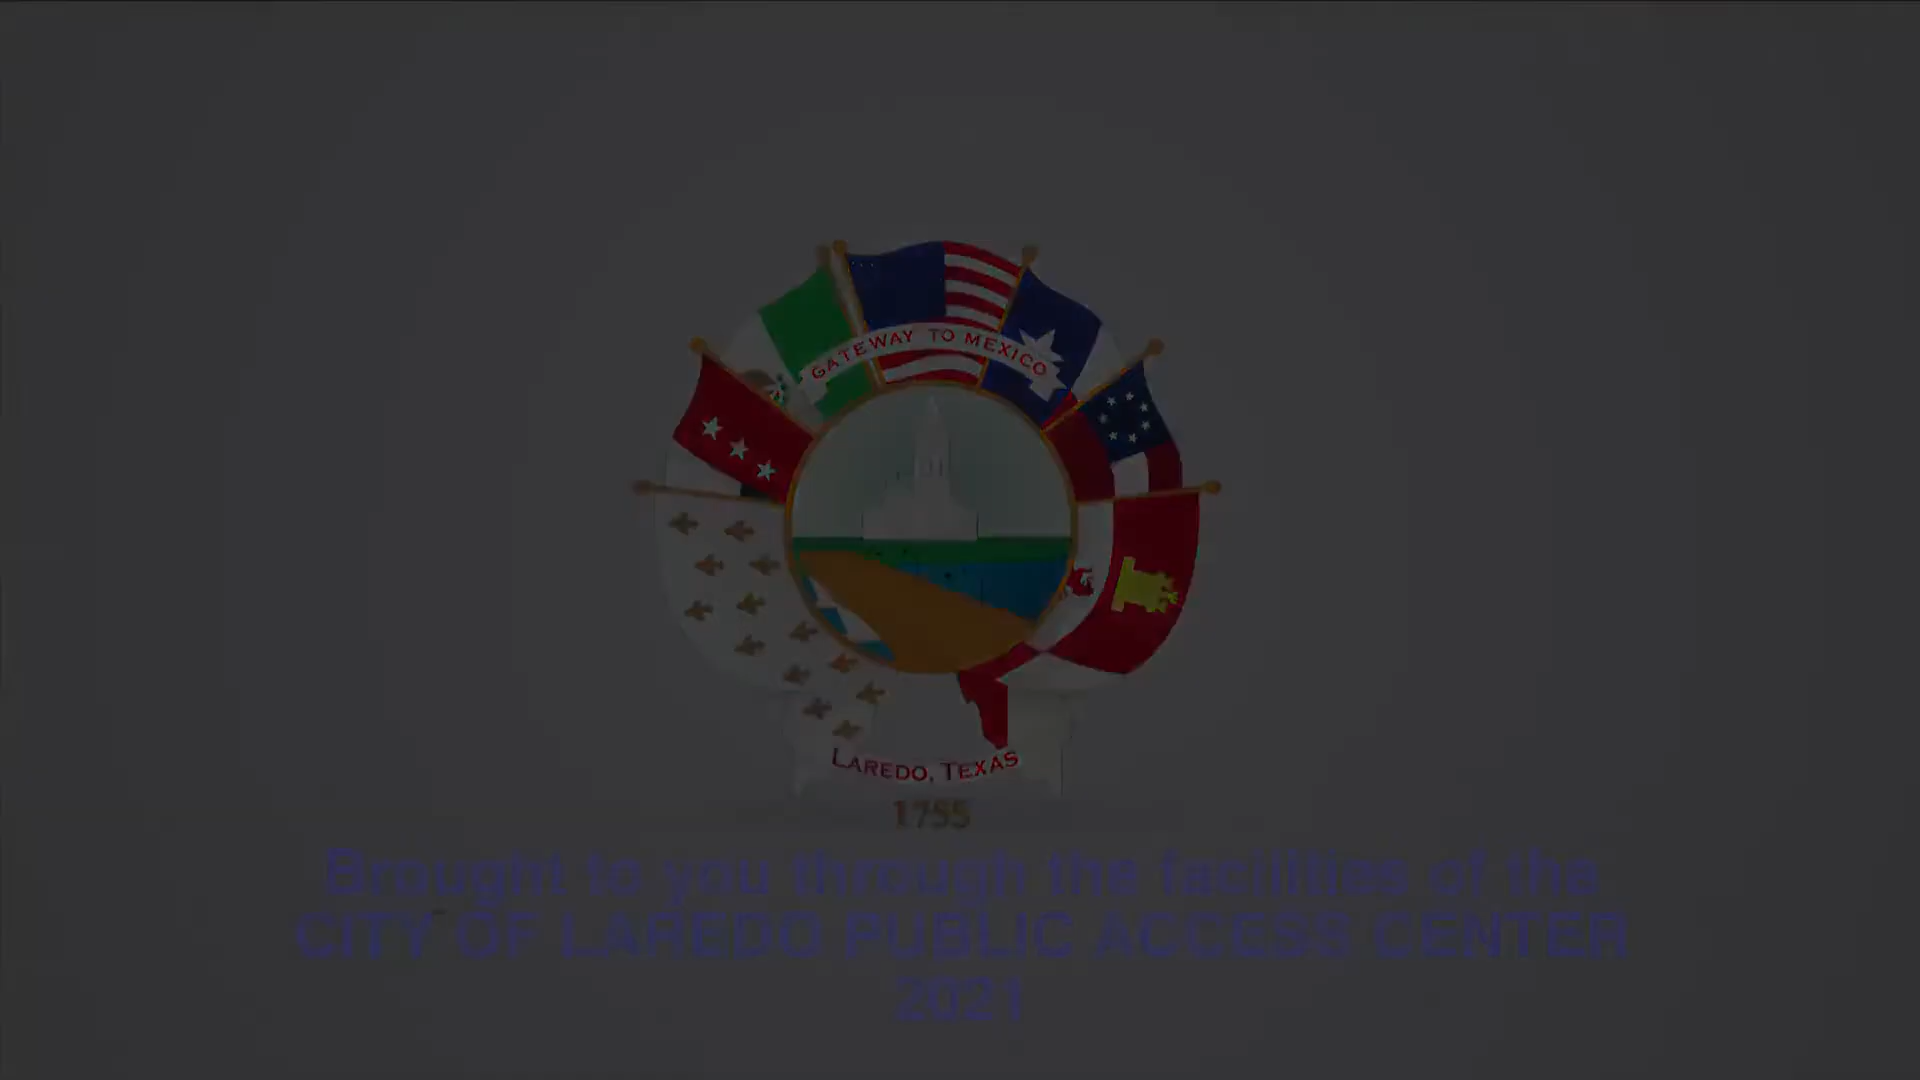 GATEWAY TO MEXICO
LAREDO, TEXAS
1755
Brought to you through the facilities of the
CITY OF LAREDO PUBLIC ACCESS CENTER
2021